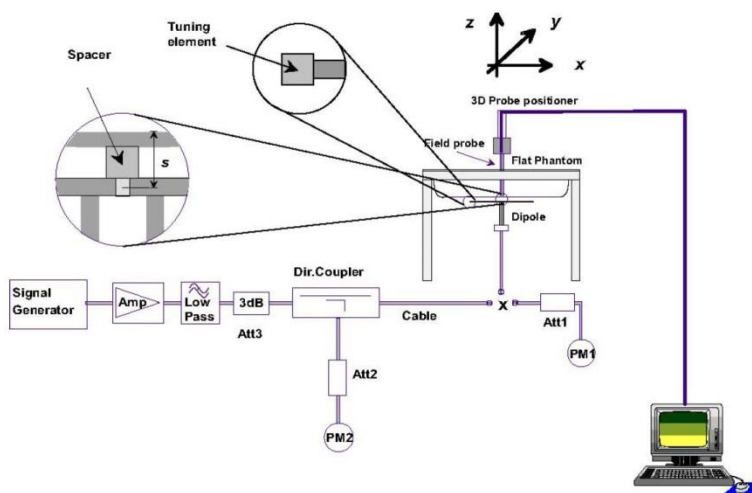 Tuning
element
Spacer
s
z
y
x
3D Probe positioner
Field probe
Flat Phantom
Dipole
Signal
Generator
Amp
Low
Pass
3dB
Att3
Dir.Coupler
Cable
x
Att1
PM1
Att2
PM2